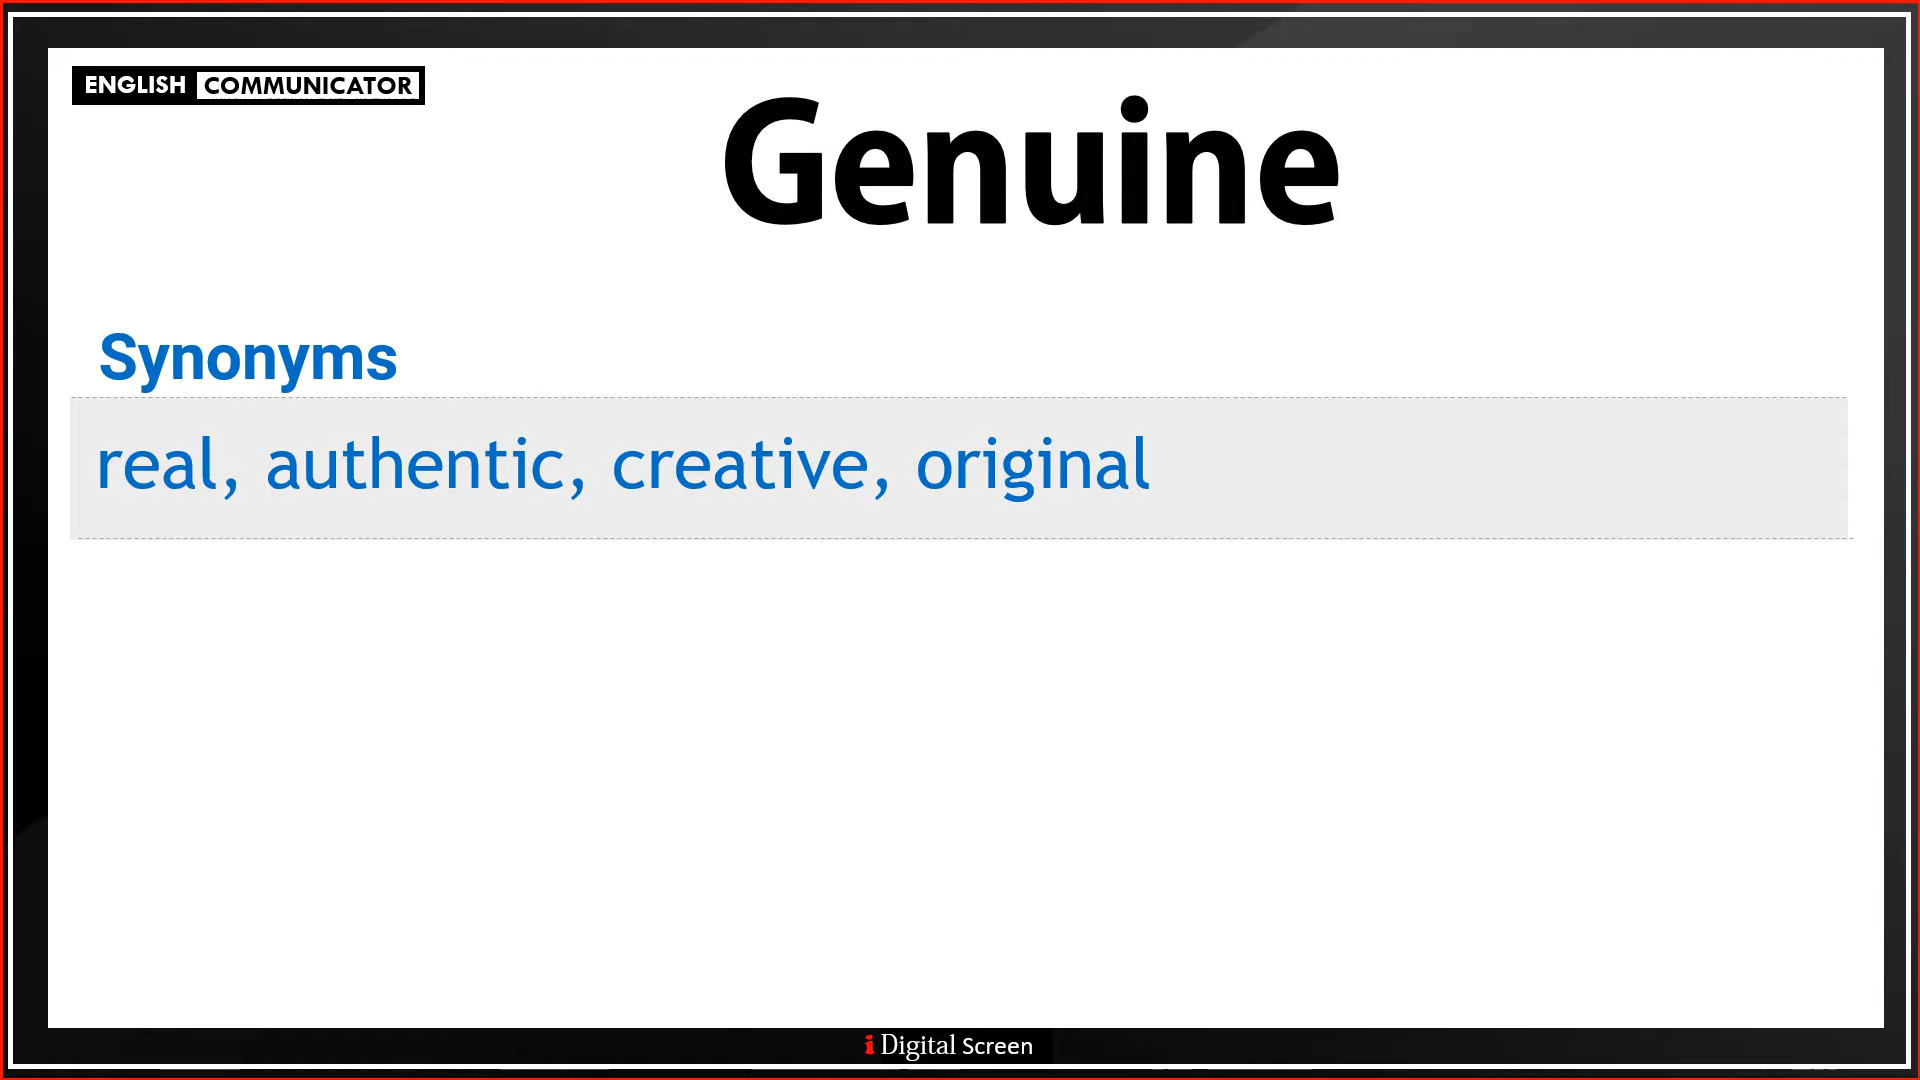 ENGLISH COMMUNICATOR
Genuine
Synonyms
real, authentic, creative, original
i Digital Screen